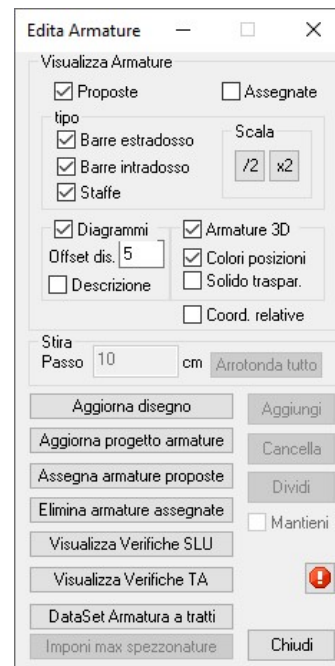 Edita Armature
Visualizza Armature
Proposte
Assegnate
tipo
Barre estradosso
Barre intradosso
Staffe
Scala
/2 x2
Diagrammi
Offset dis. 5
Descrizione
Armature 3D
Colori posizioni
Solido traspar.
Coord. relative
Stira
Passo 10 cm Arrotonda tutto
Aggiorna disegno
Aggiungi
Aggiorna progetto armature
Cancella
Assegna armature proposte
Dividi
Elimina armature assegnate
Mantieni
Visualizza Verifiche SLU
Visualizza Verifiche TA
DataSet Armatura a tratti
Imponi max spezzonature
Chiudi